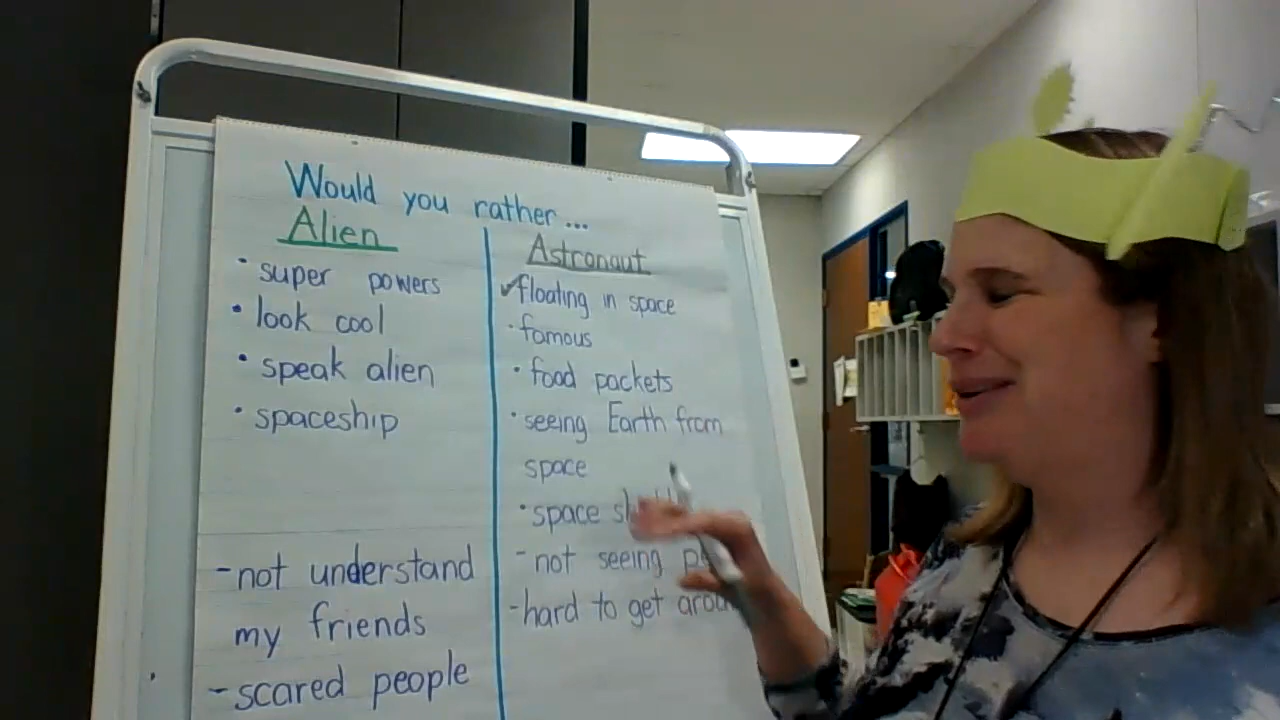 Would you rather...
Alien
• super powers
• look cool
• speak alien
• spaceship
- not understand
my friends
- scared people
Astronaut
✓floating in space
• famous
• food packets
• seeing Earth from
space
• space
- not seeing
- hard to get